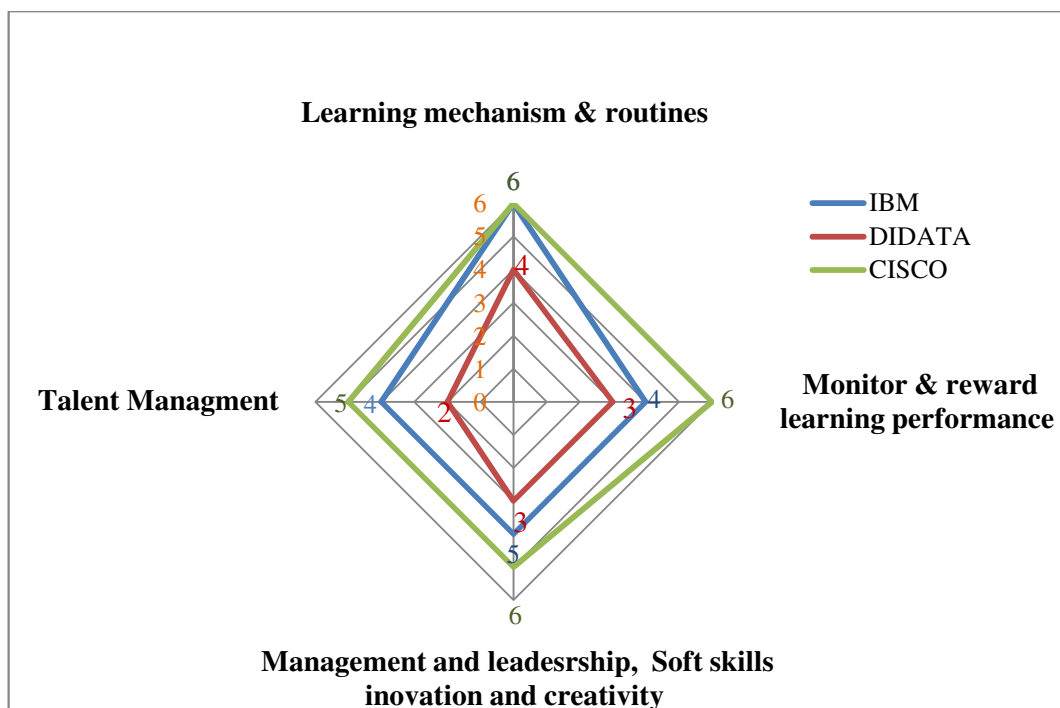 Learning mechanism & routines
6
6
5
4
3
2
1
0
4
IBM
DIDATA
CISCO
Talent Managment
5
4
2
3
4
6
Monitor & reward
learning performance
3
5
6
Management and leadesrship, Soft skills
inovation and creativity